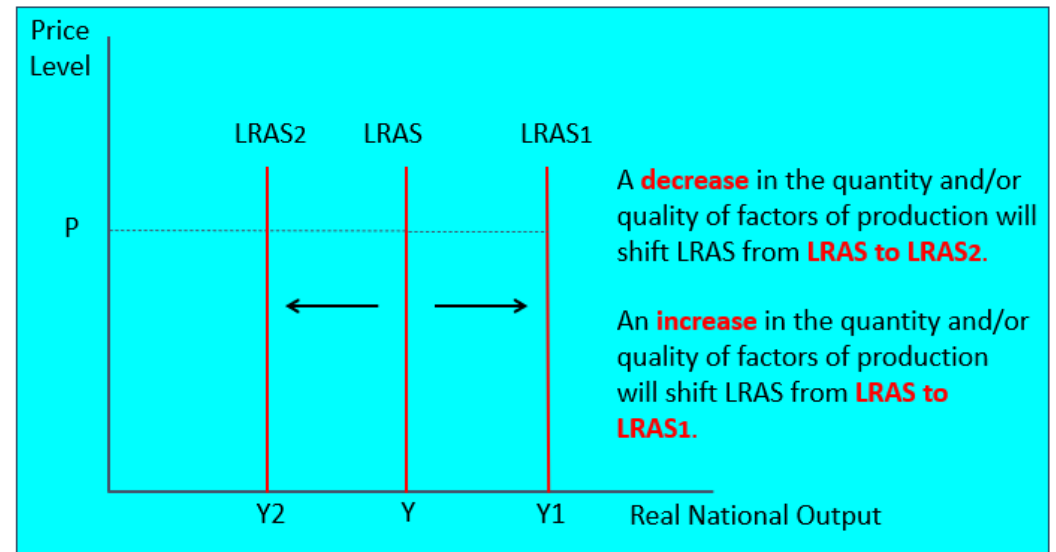 Price
Level
LRAS2 LRAS LRAS1
A decrease in the quantity and/or
quality of factors of production will
shift LRAS from LRAS to LRAS2.
P
An increase in the quantity and/or
quality of factors of production
will shift LRAS from LRAS to
LRAS1.
Y2 Y Y1 Real National Output